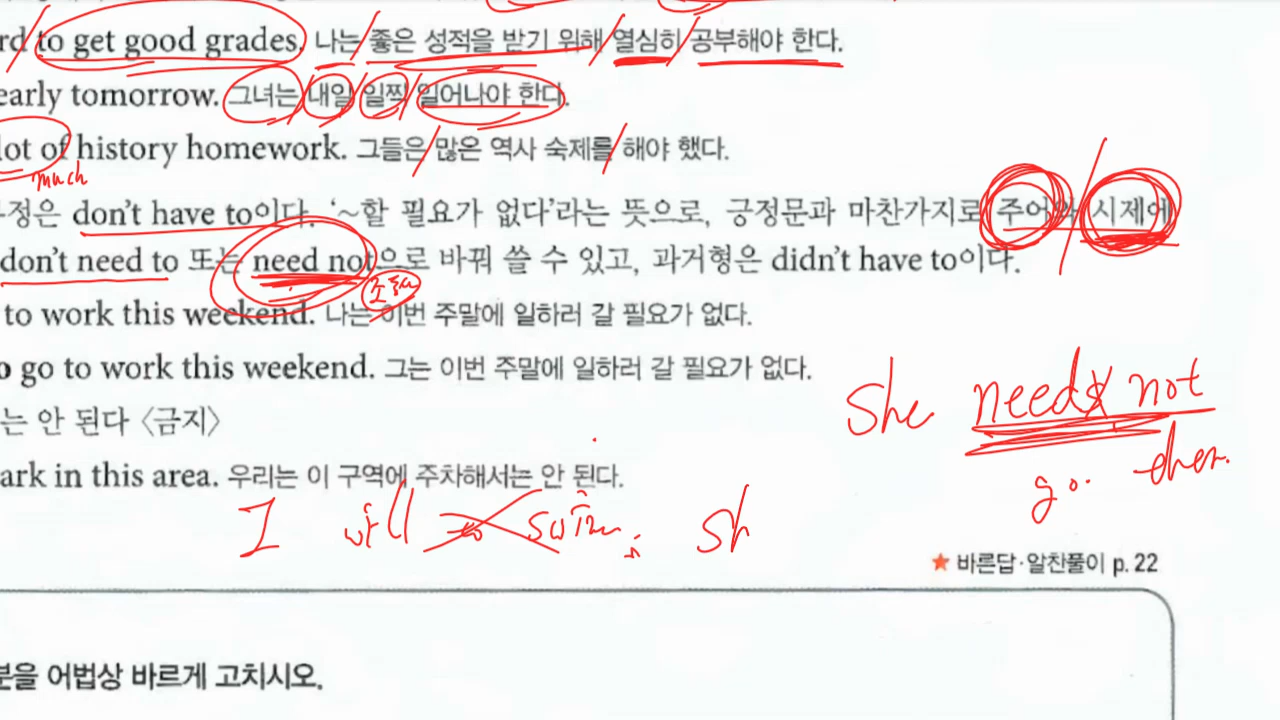 rd to get good grades. 나는 좋은 성적을 받기 위해 열심히 공부해야 한다.
early tomorrow. 그녀는 내일 일찍 일어나야 한다.
lot of history homework. 그들은 많은 역사 숙제를 해야 했다.
much
정은 don't have to이다. '~할 필요가 없다'라는 뜻으로, 긍정문과 마찬가지로 주어와 시제에
don't need to 또는 need not으로 바꿔 쓸 수 있고, 과거형은 didn't have to이다.
to work this weekend. 나는 이번 주말에 일하러 갈 필요가 없다.
o go to work this weekend. 그는 이번 주말에 일하러 갈 필요가 없다.
She needs not
는 안 된다 〈금지〉
go.
ark in this area. 우리는 이 구역에 주차해서는 안 된다.
I will sh
★ 바른답·알찬풀이 p. 22
분을 어법상 바르게 고치시오.